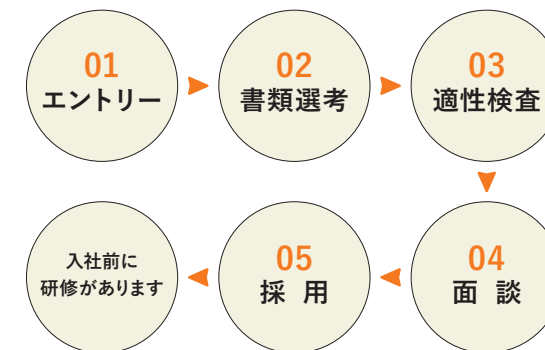 01
エントリー
02
書類選考
03
適性検査
04
面 談
05
採 用
入社前に
研修があります